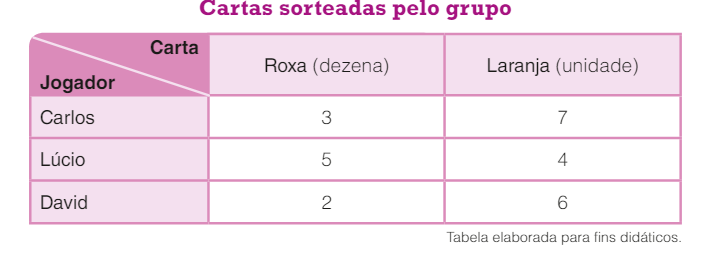 Cartas sorteadas pelo grupo
Carta
Jogador
Roxa (dezena) Laranja (unidade)
Carlos 3 7
Lúcio 5 4
David 2 6
Tabela elaborada para fins didáticos.